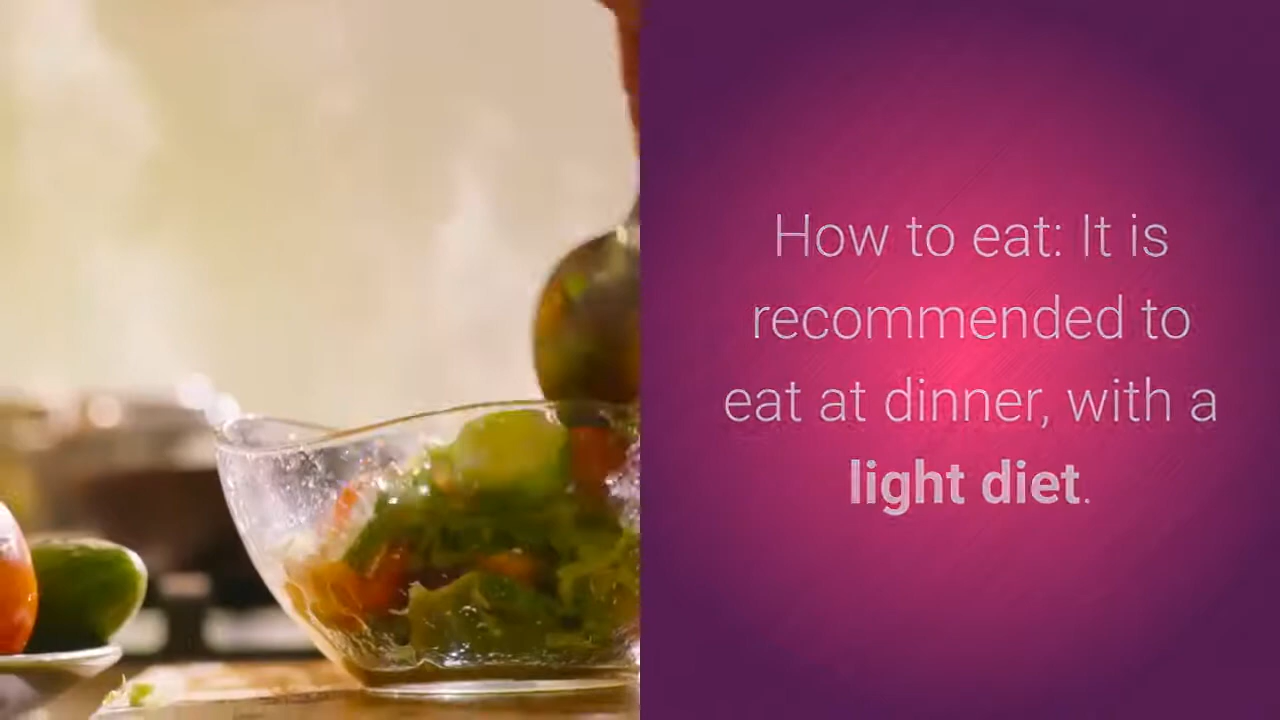 How to eat: It is
recommended to
eat at dinner, with a
light diet.